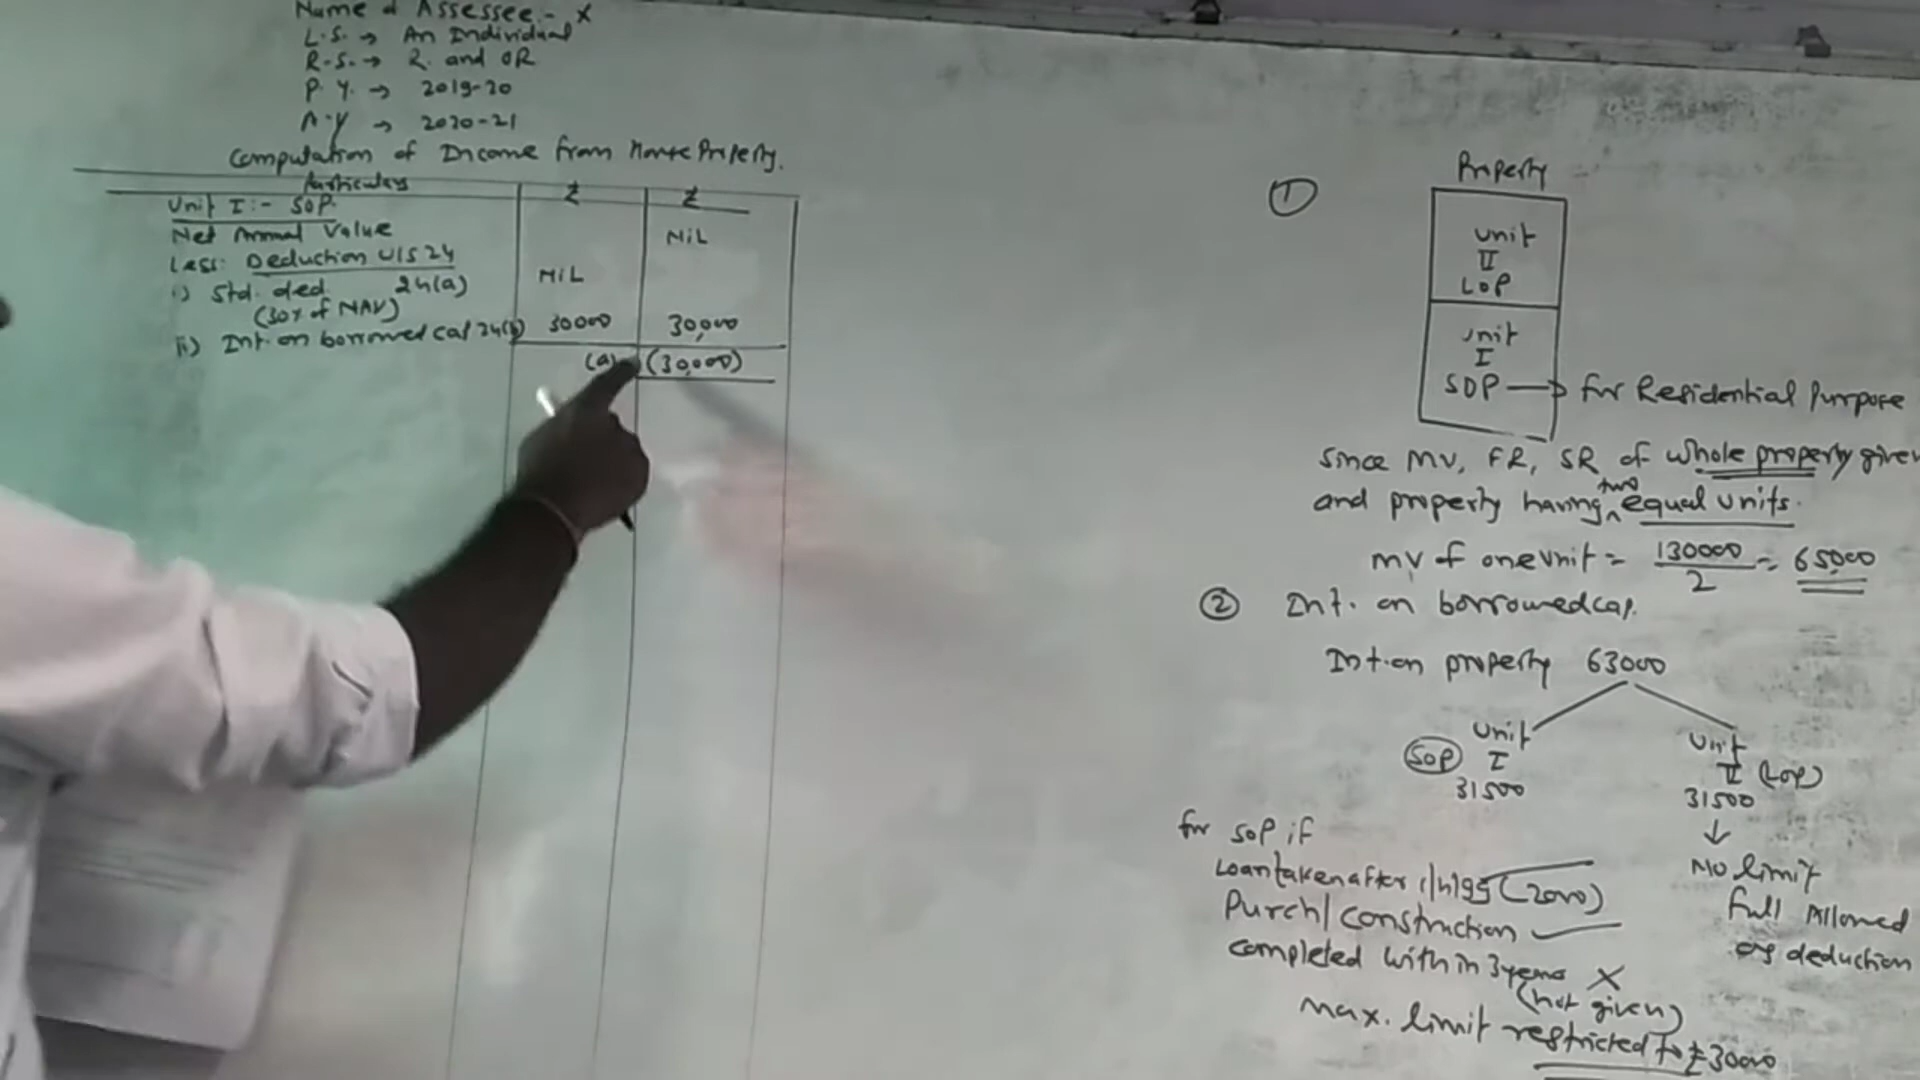 Name of Assessee:- X
L.S. → An Individual
R.S. → R. and OR
P.Y. → 2019-20
A.Y → 2020-21
Computation of Income from House Property.
Particulars ₹ ₹
Unit I:- SOP.
Net Annual Value NiL
Less: Deduction U/S 24
i) Std. ded. 24(a) NiL
(30% of NAV)
ii) Int. on borrowed cap 24(b) 30000 30,000
(a) (30,000)
① Property
Unit
II
LOP
Unit
I
SOP → for Residential Purpose
Since MV, FR, SR of whole property given
and property having two equal units.
MV of one unit = 130000 / 2 = 65,000
② Int. on borrowed cap.
Int. on property 63000
SOP Unit I 31500
Unit II (LOP) 31500
↓
No limit
full Allowed
as deduction
for SOP if
Loan taken after 1/4/99 (2000)
Purch/Construction ✓
completed within 3 years X
(not given)
Max. limit restricted to ₹30000